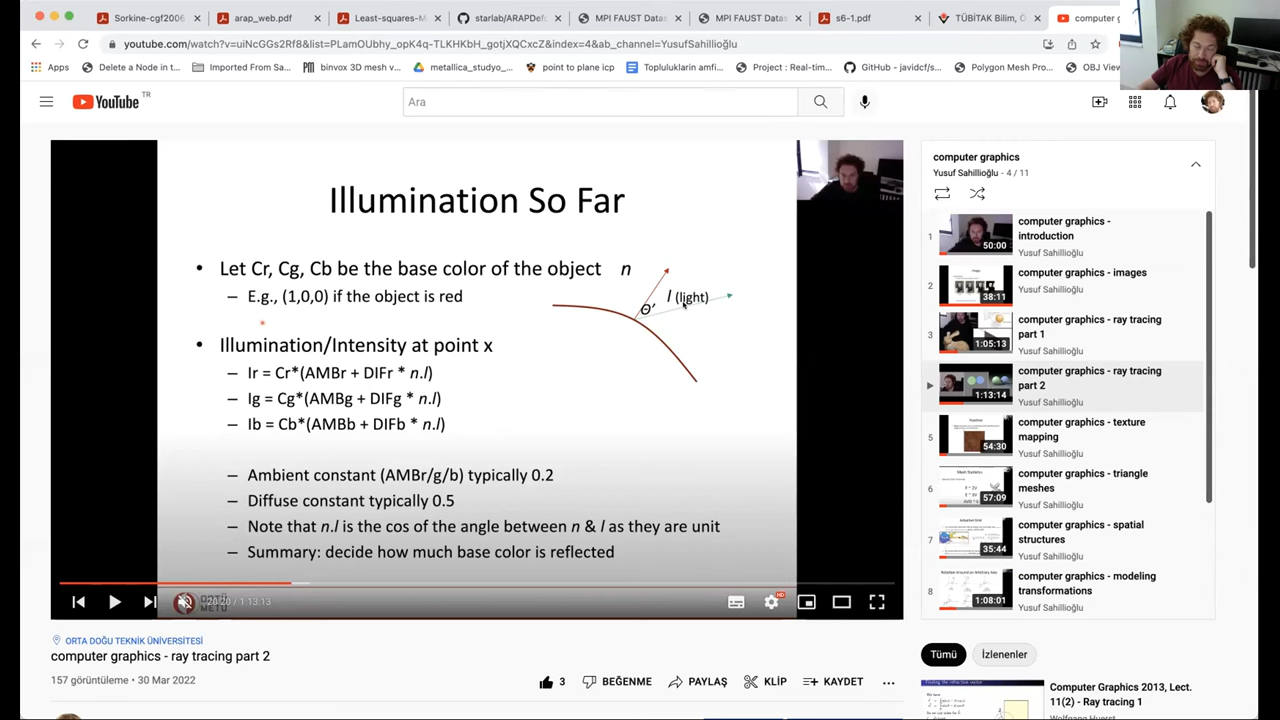 Sorkine-cgf2006
arap_web.pdf
Least-squares-M
starlab/ARAPDef
MPI FAUST Datas
MPI FAUST Datas
s6-1.pdf
TÜBİTAK Bilim, Ö
computer g
youtube.com/watch?v=uiNcGGs2Rf8&list=PLamOUbhy_opK4q-TLKHKbH_gotjXQCxcZ&index=4&ab_channel=YusufSahillioğlu
Apps
Delete a Node in t...
Imported From Sa...
binvox 3D mesh v...
metallica_study_...
point to plane icp
Topluluklarin amfi...
Project : Real-tim...
GitHub - javidcf/s...
Polygon Mesh Pro...
OBJ View
YouTube TR
Ara
Illumination So Far
• Let Cr, Cg, Cb be the base color of the object
– E.g., (1,0,0) if the object is red
n
l (light)
Θ’
• Illumination/Intensity at point x
– Ir = Cr*(AMBr + DIFr * n.l)
– Ig = Cg*(AMBg + DIFg * n.l)
– Ib = Cb*(AMBb + DIFb * n.l)
– Ambient constant (AMBr/g/b) typically 0.2
– Diffuse constant typically 0.5
– Note that n.l is the cos of the angle between n & l as they are unit
– Summary: decide how much base color is reflected
HD
ORTA DOĞU TEKNİK ÜNİVERSİTESİ
computer graphics - ray tracing part 2
157 görüntüleme • 30 Mar 2022
3
BEĞENME
PAYLAŞ
KLİP
KAYDET
computer graphics
Yusuf Sahillioğlu - 4 / 11
1
50:00
computer graphics -
introduction
Yusuf Sahillioğlu
2
38:11
computer graphics - images
Yusuf Sahillioğlu
3
1:05:13
computer graphics - ray tracing
part 1
Yusuf Sahillioğlu
1:13:14
computer graphics - ray tracing
part 2
Yusuf Sahillioğlu
5
54:30
computer graphics - texture
mapping
Yusuf Sahillioğlu
6
57:09
computer graphics - triangle
meshes
Yusuf Sahillioğlu
7
35:44
computer graphics - spatial
structures
Yusuf Sahillioğlu
8
1:08:01
computer graphics - modeling
transformations
Yusuf Sahillioğlu
Tümü
İzlenenler
Computer Graphics 2013, Lect.
11(2) - Ray tracing 1